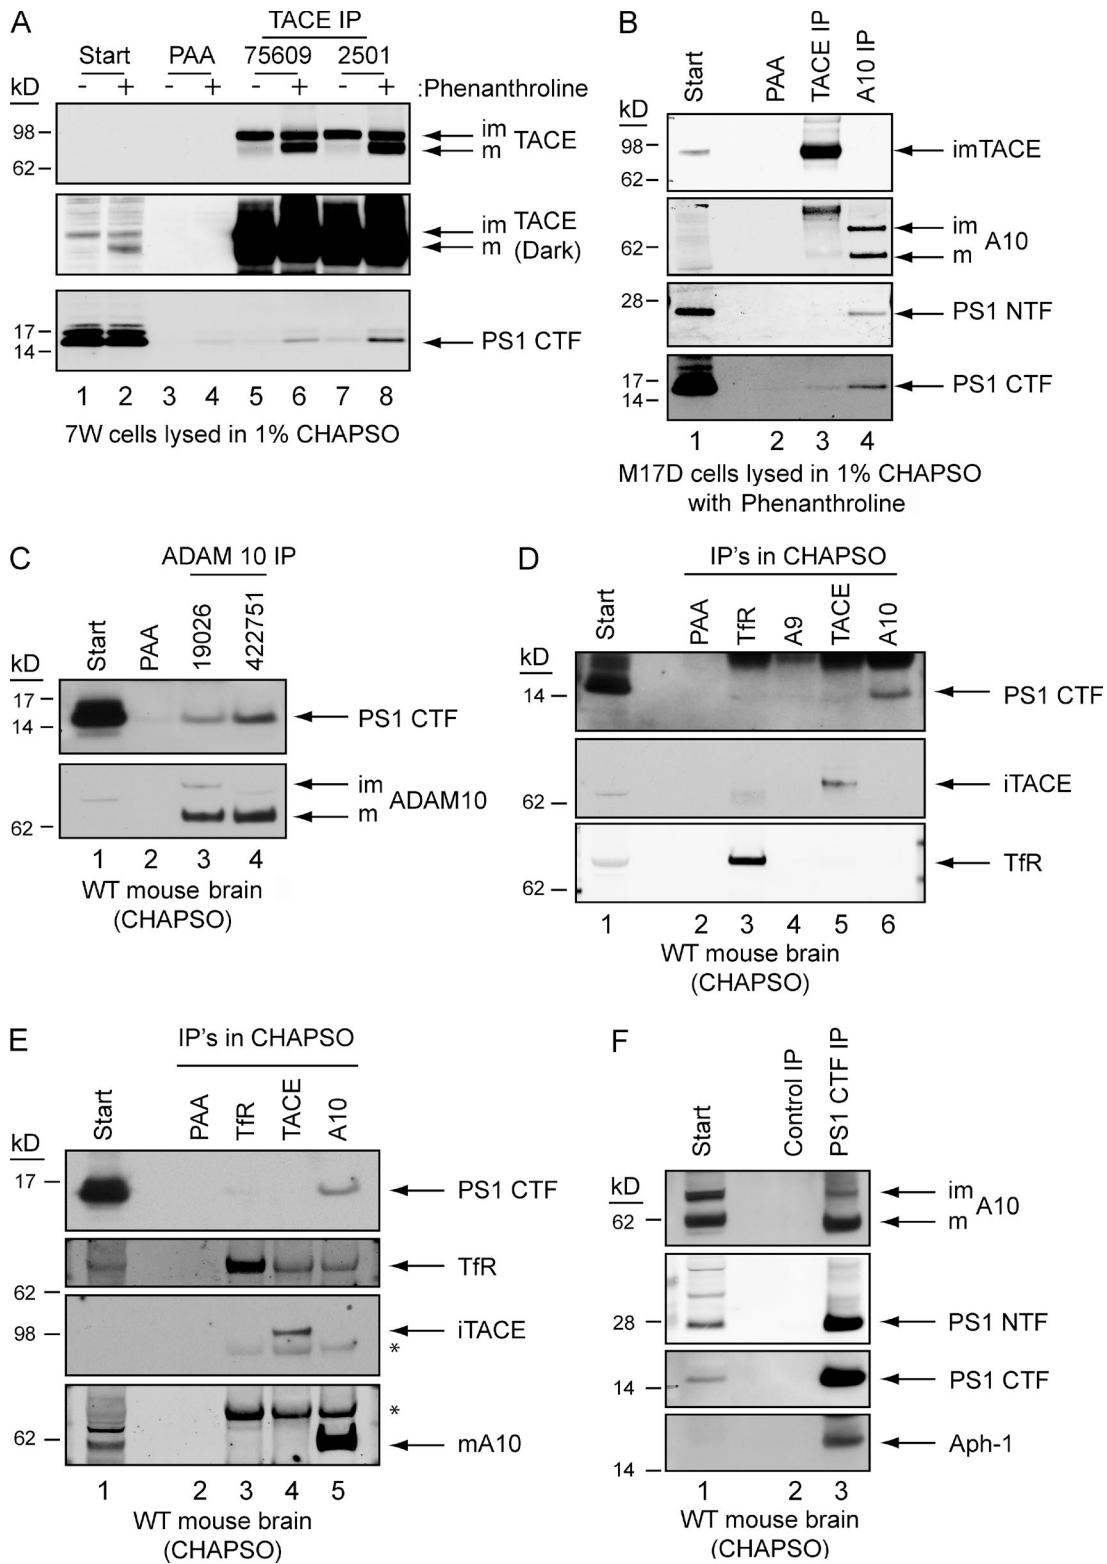 A
TACE IP
Start PAA 75609 2501
kD - + - + - + - + :Phenanthroline
98
62
im
m
TACE
im
m
TACE
(Dark)
17
14
PS1 CTF
1 2 3 4 5 6 7 8
7W cells lysed in 1% CHAPSO
B
Start PAA TACE IP A10 IP
kD
98
62
imTACE
62
im
m
A10
28
PS1 NTF
17
14
PS1 CTF
1 2 3 4
M17D cells lysed in 1% CHAPSO
with Phenanthroline
C
ADAM 10 IP
Start PAA 19026 422751
kD
17
14
PS1 CTF
im
m
ADAM10
62
1 2 3 4
WT mouse brain
(CHAPSO)
D
IP's in CHAPSO
Start PAA TfR A9 TACE A10
kD
14
PS1 CTF
62
iTACE
62
TfR
1 2 3 4 5 6
WT mouse brain
(CHAPSO)
E
IP's in CHAPSO
Start PAA TfR TACE A10
kD
17
PS1 CTF
TfR
62
98
iTACE
*
*
62
mA10
1 2 3 4 5
WT mouse brain
(CHAPSO)
F
Start Control IP PS1 CTF IP
kD
62
im
m
A10
28
PS1 NTF
14
PS1 CTF
Aph-1
14
1 2 3
WT mouse brain
(CHAPSO)